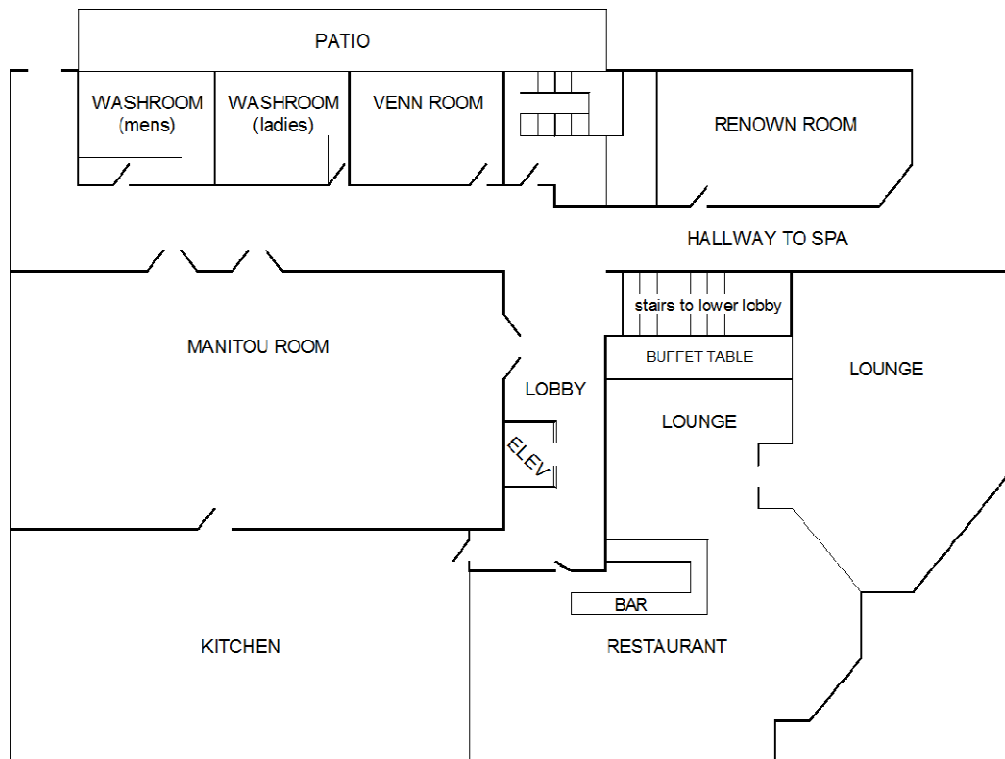 PATIO
WASHROOM
(mens)
WASHROOM
(ladies)
VENN ROOM
RENOWN ROOM
HALLWAY TO SPA
stairs to lower lobby
MANITOU ROOM
BUFFET TABLE
LOUNGE
LOBBY
LOUNGE
ELEV
BAR
KITCHEN
RESTAURANT